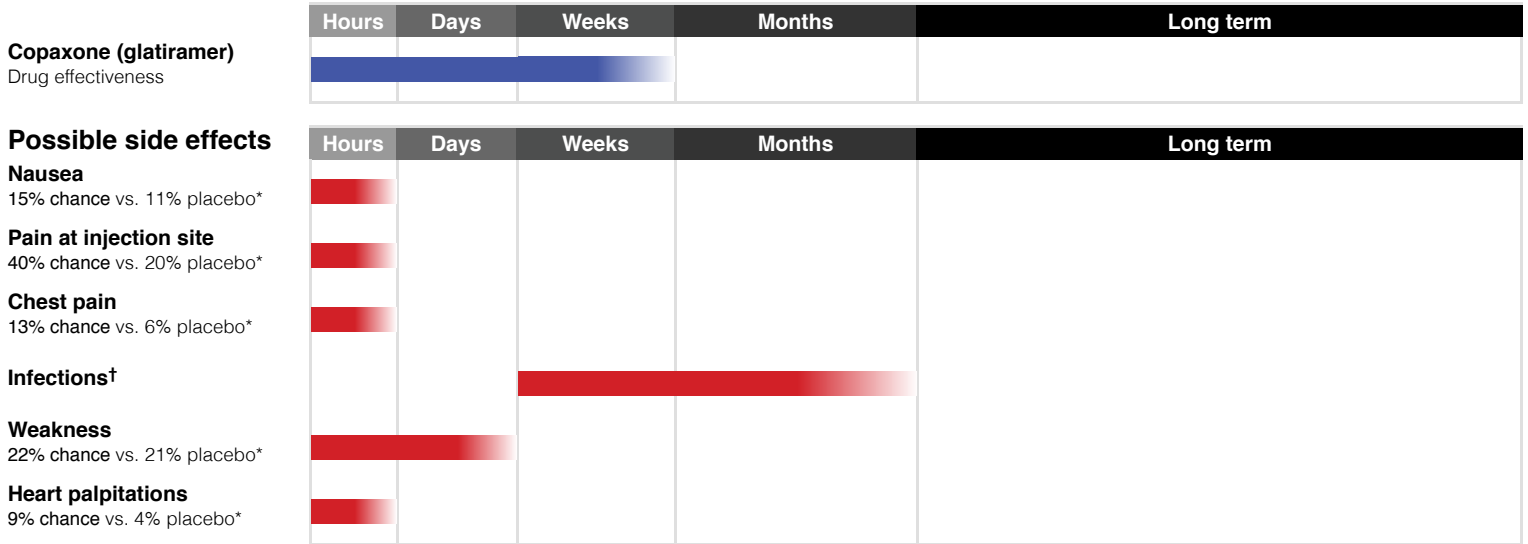 Hours Days Weeks Months Long term
Copaxone (glatiramer)
Drug effectiveness
Possible side effects
Hours Days Weeks Months Long term
Nausea
15% chance vs. 11% placebo*
Pain at injection site
40% chance vs. 20% placebo*
Chest pain
13% chance vs. 6% placebo*
Infections†
Weakness
22% chance vs. 21% placebo*
Heart palpitations
9% chance vs. 4% placebo*